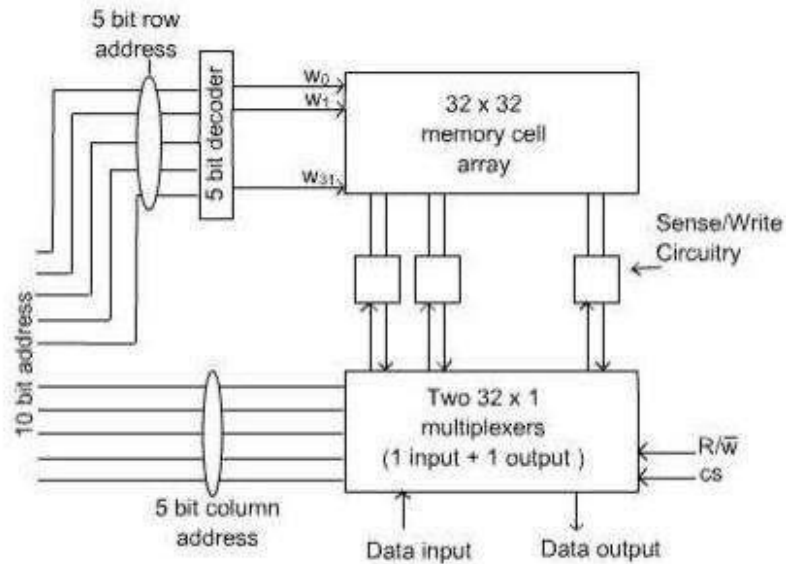 5 bit row
address
5 bit decoder
w0
w1
w31
32 x 32
memory cell
array
Sense/Write
Circuitry
10 bit address
Two 32 x 1
multiplexers
(1 input + 1 output )
R/w̅
cs
5 bit column
address
Data input
Data output